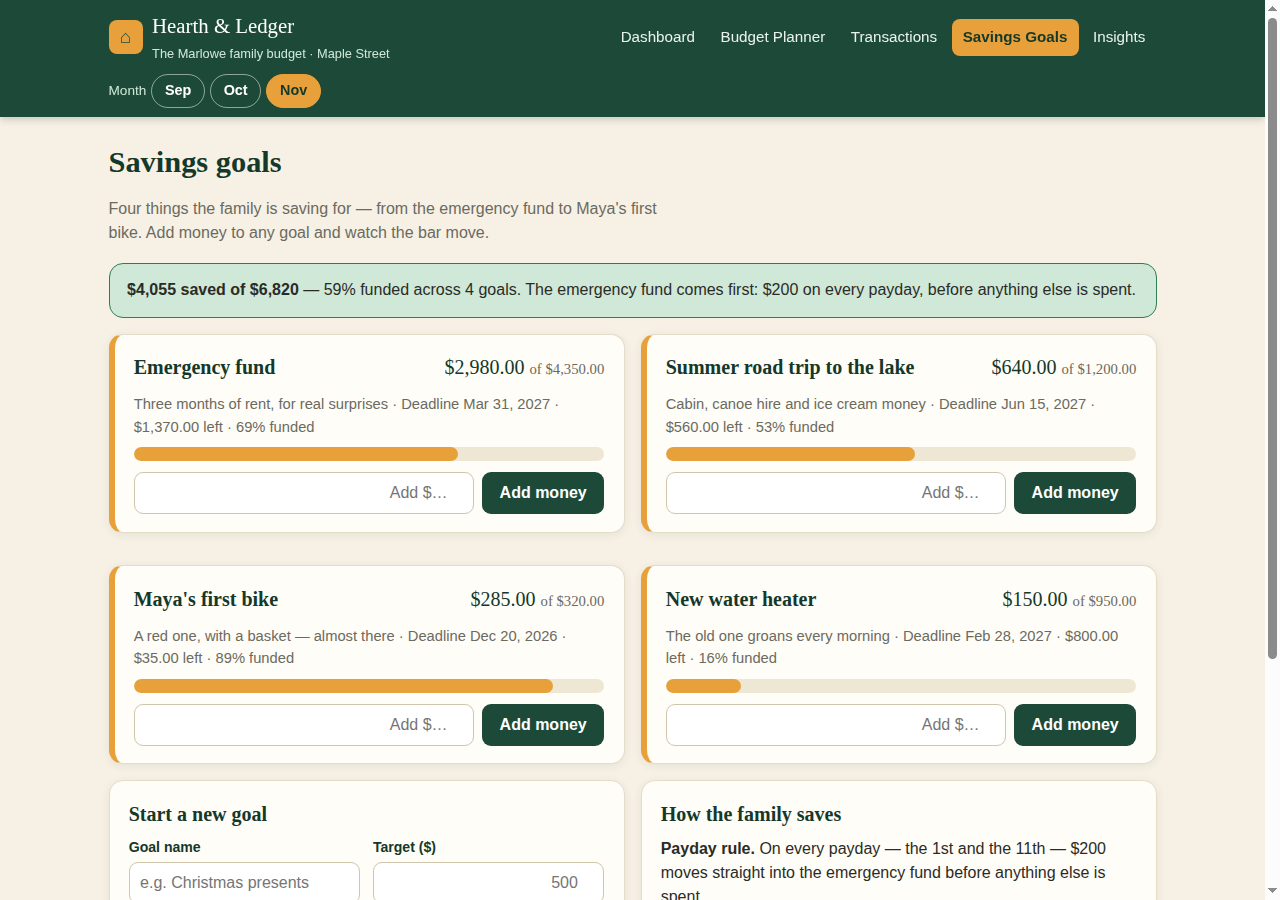 Hearth & Ledger
The Marlowe family budget · Maple Street
Dashboard
Budget Planner
Transactions
Savings Goals
Insights
Month
Sep
Oct
Nov
Savings goals
Four things the family is saving for — from the emergency fund to Maya's first
bike. Add money to any goal and watch the bar move.
$4,055 saved of $6,820 — 59% funded across 4 goals. The emergency fund comes first: $200 on every payday, before anything else is spent.
Emergency fund
$2,980.00 of $4,350.00
Three months of rent, for real surprises · Deadline Mar 31, 2027 ·
$1,370.00 left · 69% funded
Add $…
Add money
Summer road trip to the lake
$640.00 of $1,200.00
Cabin, canoe hire and ice cream money · Deadline Jun 15, 2027 ·
$560.00 left · 53% funded
Add $…
Add money
Maya's first bike
$285.00 of $320.00
A red one, with a basket — almost there · Deadline Dec 20, 2026 ·
$35.00 left · 89% funded
Add $…
Add money
New water heater
$150.00 of $950.00
The old one groans every morning · Deadline Feb 28, 2027 · $800.00
left · 16% funded
Add $…
Add money
Start a new goal
Goal name
Target ($)
e.g. Christmas presents
500
How the family saves
Payday rule. On every payday — the 1st and the 11th — $200
moves straight into the emergency fund before anything else is
spent.